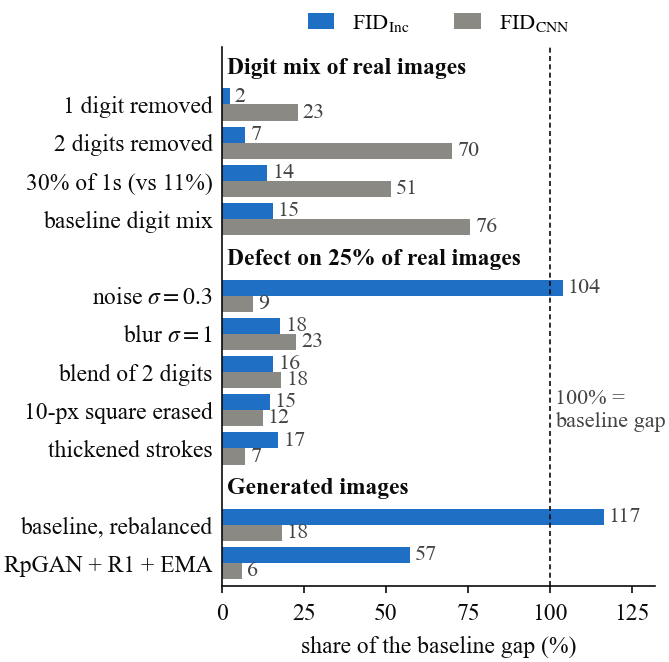 FID_Inc FID_CNN
Digit mix of real images
1 digit removed 2 23
2 digits removed 7 70
30% of 1s (vs 11%) 14 51
baseline digit mix 15 76
Defect on 25% of real images
noise σ = 0.3 104 9
blur σ = 1 18 23
blend of 2 digits 16 18
100% =
10-px square erased 15 12
baseline gap
thickened strokes 17 7
Generated images
baseline, rebalanced 117 18
RpGAN + R1 + EMA 57 6
0 25 50 75 100 125
share of the baseline gap (%)